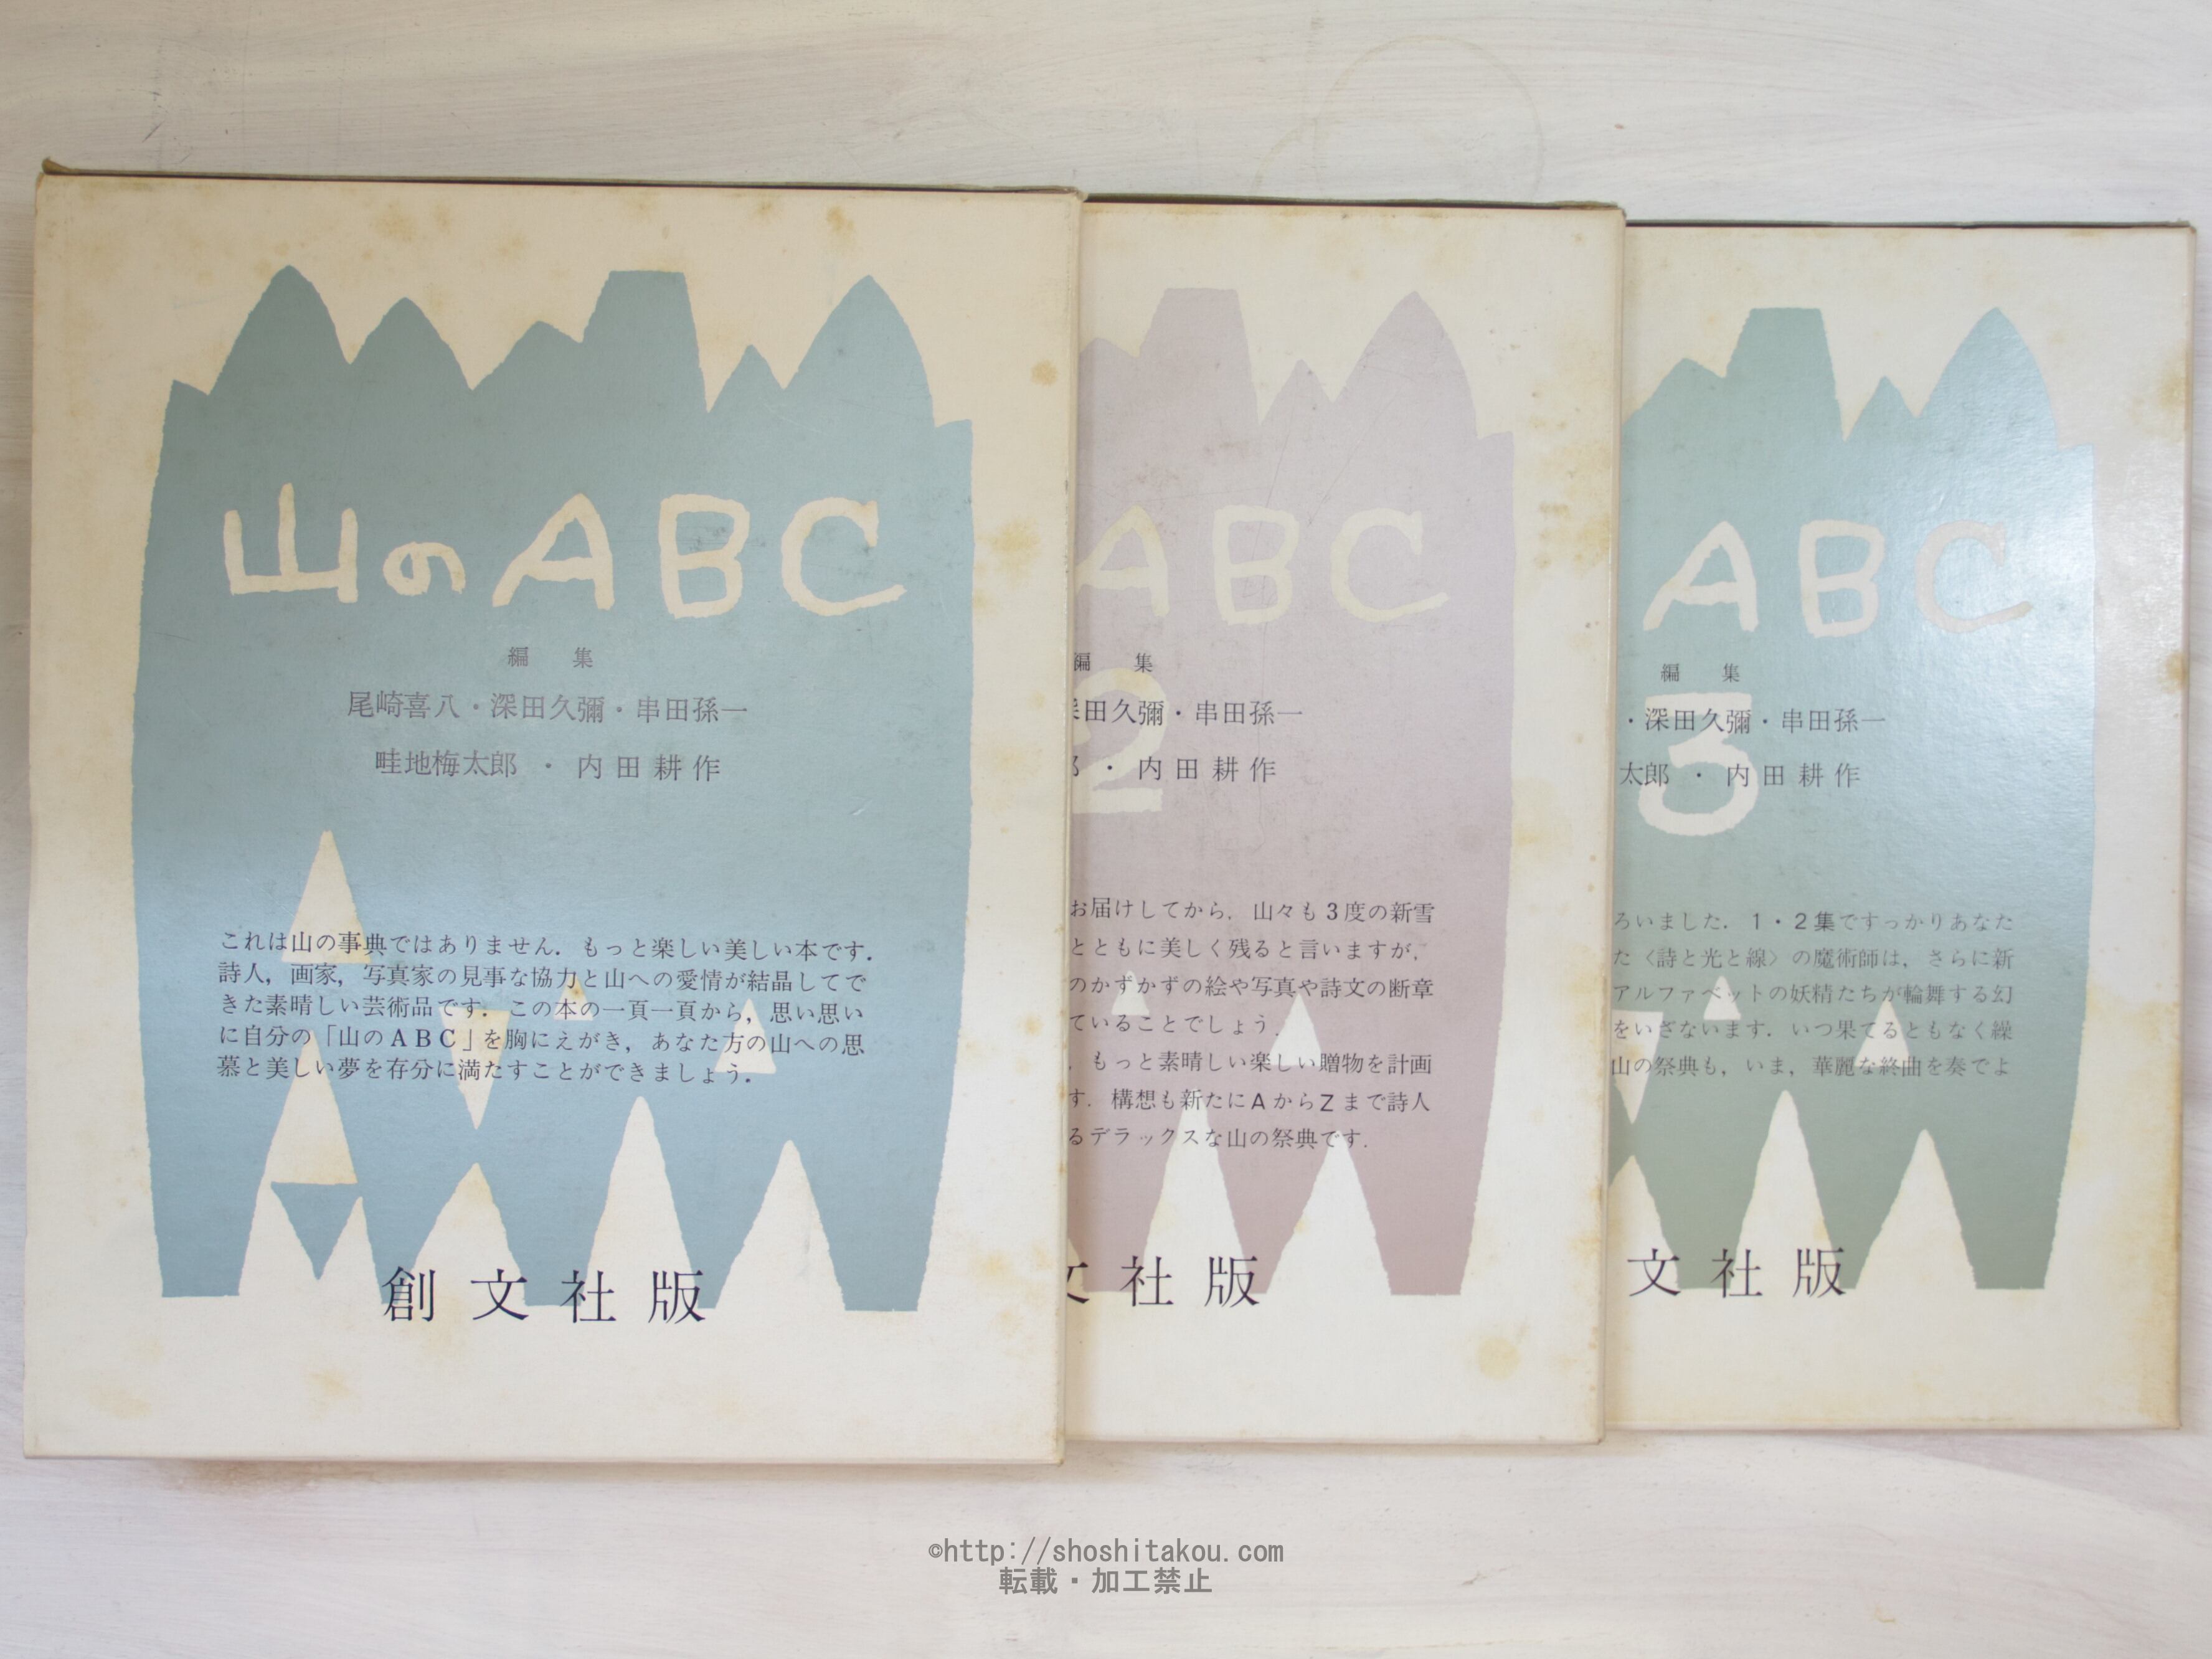 山のABC
編 集
尾崎喜八・深田久彌・串田孫一
畦地梅太郎 ・ 内田耕作
これは山の事典ではありません．もっと楽しい美しい本です．
詩人，画家，写真家の見事な協力と山への愛情が結晶してで
きた素晴しい芸術品です．この本の一頁一頁から，思い思い
に自分の「山のABC」を胸にえがき，あなた方の山への思
慕と美しい夢を存分に満たすことができましょう．
創文社版
ABC
2
編 集
田久彌・串田孫一
・ 内田耕作
お届けしてから．山々も3度の新雪
とともに美しく残ると言いますが，
のかずかずの絵や写真や詩文の断章
ていることでしょう．
．もっと素晴しい楽しい贈物を計画
す．構想も新たにAからZまで詩人
るデラックスな山の祭典です．
文社版
ABC
3
編 集
・深田久彌・串田孫一
太郎 ・ 内田耕作
ろいました．1・2集ですっかりあなた
た〈詩と光と線〉の魔術師は，さらに新
アルファベットの妖精たちが輪舞する幻
をいざないます．いつ果てるともなく繰
山の祭典も，いま，華麗な終曲を奏でよ
文社版
©http://shoshitakou.com
転載・加工禁止